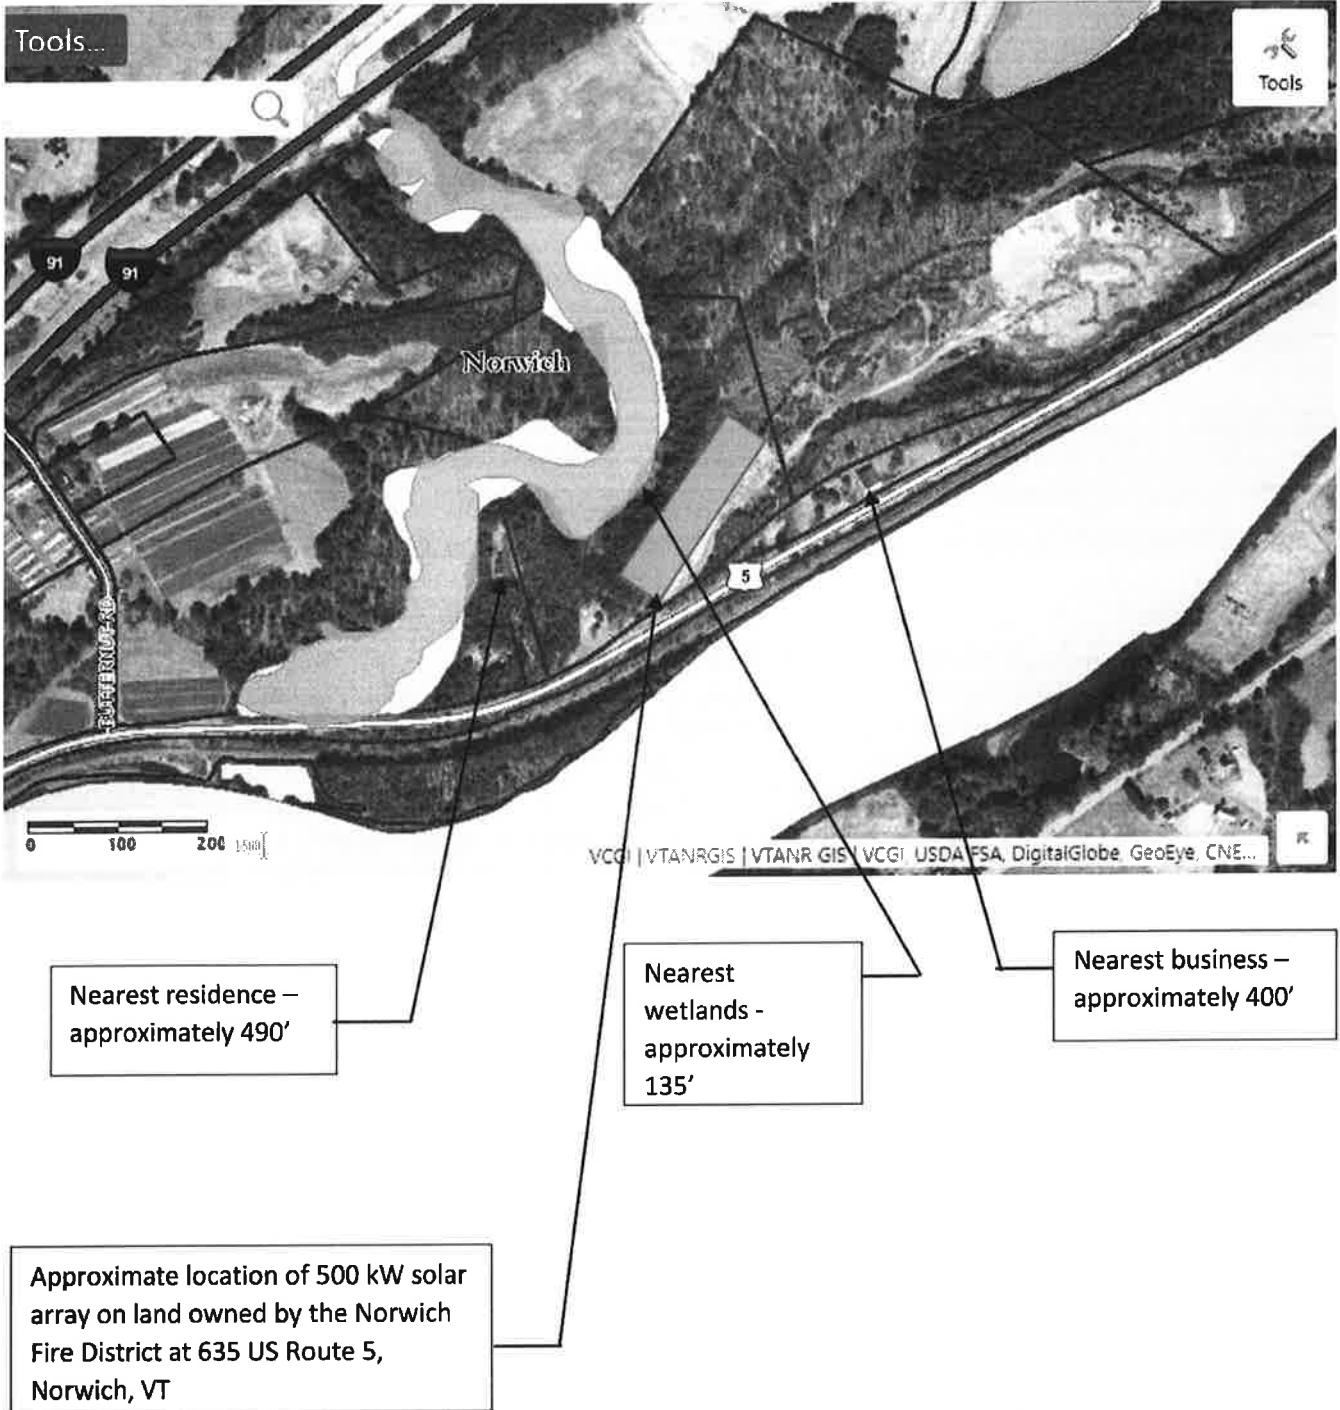 Tools...
Tools
91
91
Norwich
5
BUTTERNUT RD
0 100 200
VCGI | VTANRGIS | VTANR GIS | VCGI, USDA FSA, DigitalGlobe, GeoEye, CNE...
Nearest residence –
approximately 490’
Nearest
wetlands -
approximately
135’
Nearest business –
approximately 400’
Approximate location of 500 kW solar
array on land owned by the Norwich
Fire District at 635 US Route 5,
Norwich, VT